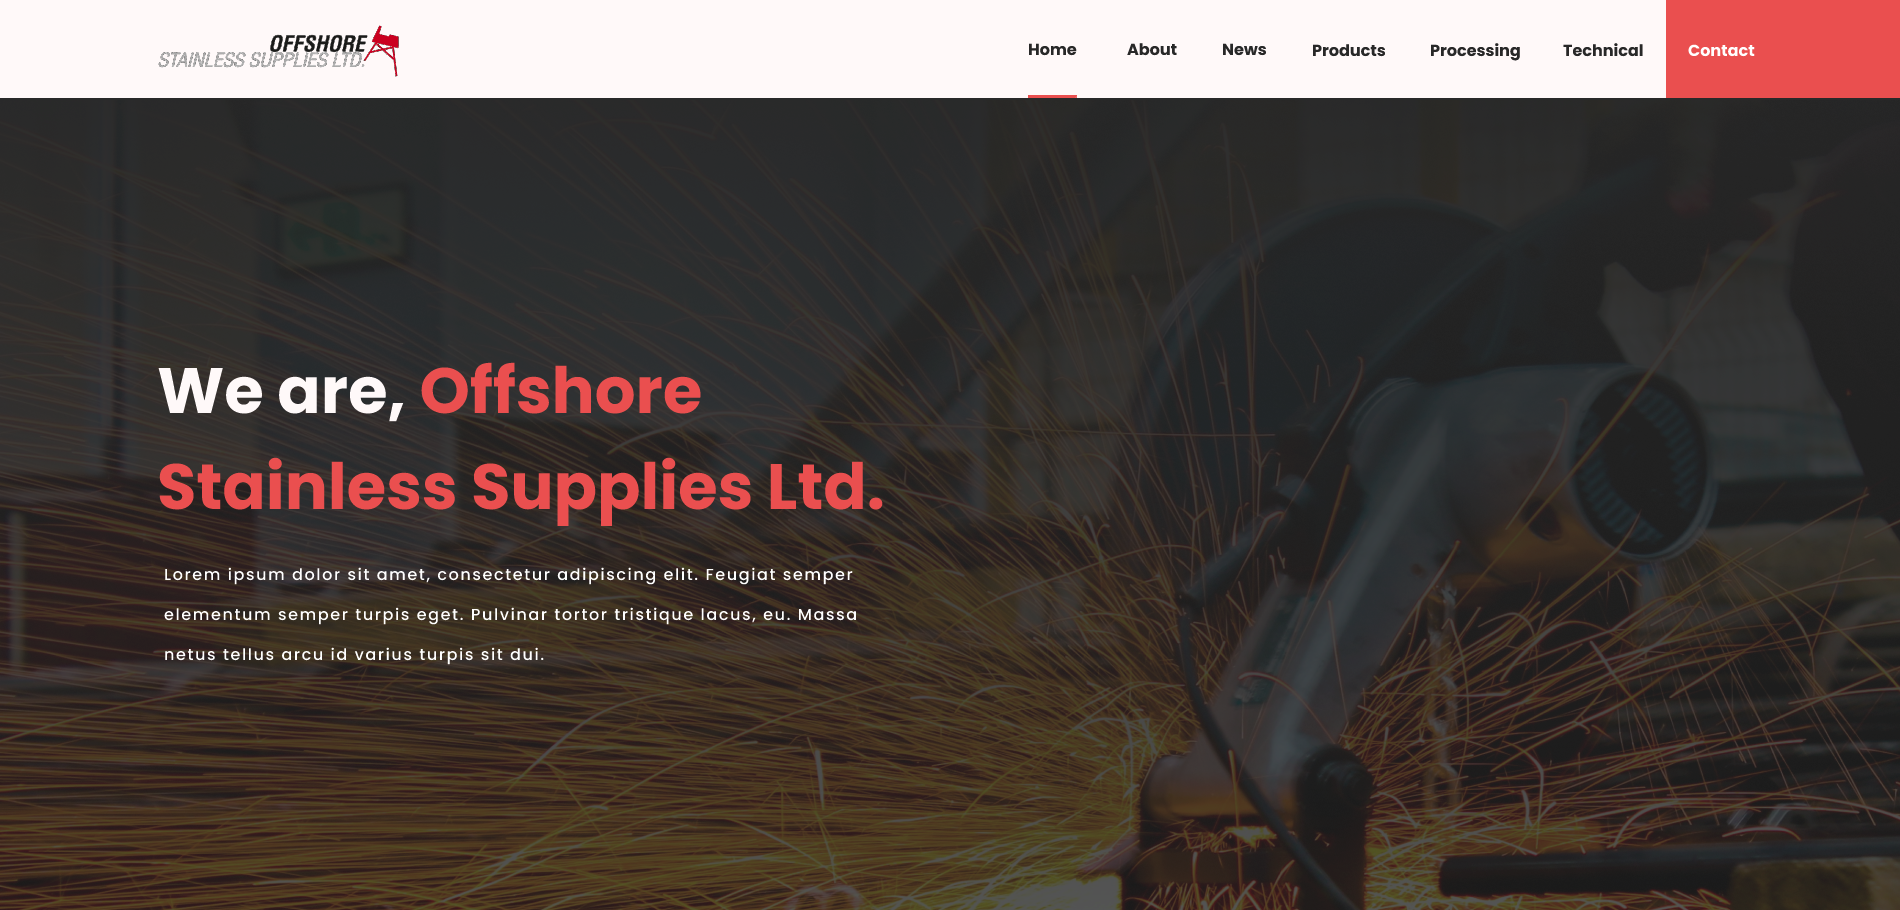 OFFSHORE
STAINLESS SUPPLIES LTD.
Home About News Products Processing Technical Contact
We are, Offshore
Stainless Supplies Ltd.
Lorem ipsum dolor sit amet, consectetur adipiscing elit. Feugiat semper
elementum semper turpis eget. Pulvinar tortor tristique lacus, eu. Massa
netus tellus arcu id varius turpis sit dui.